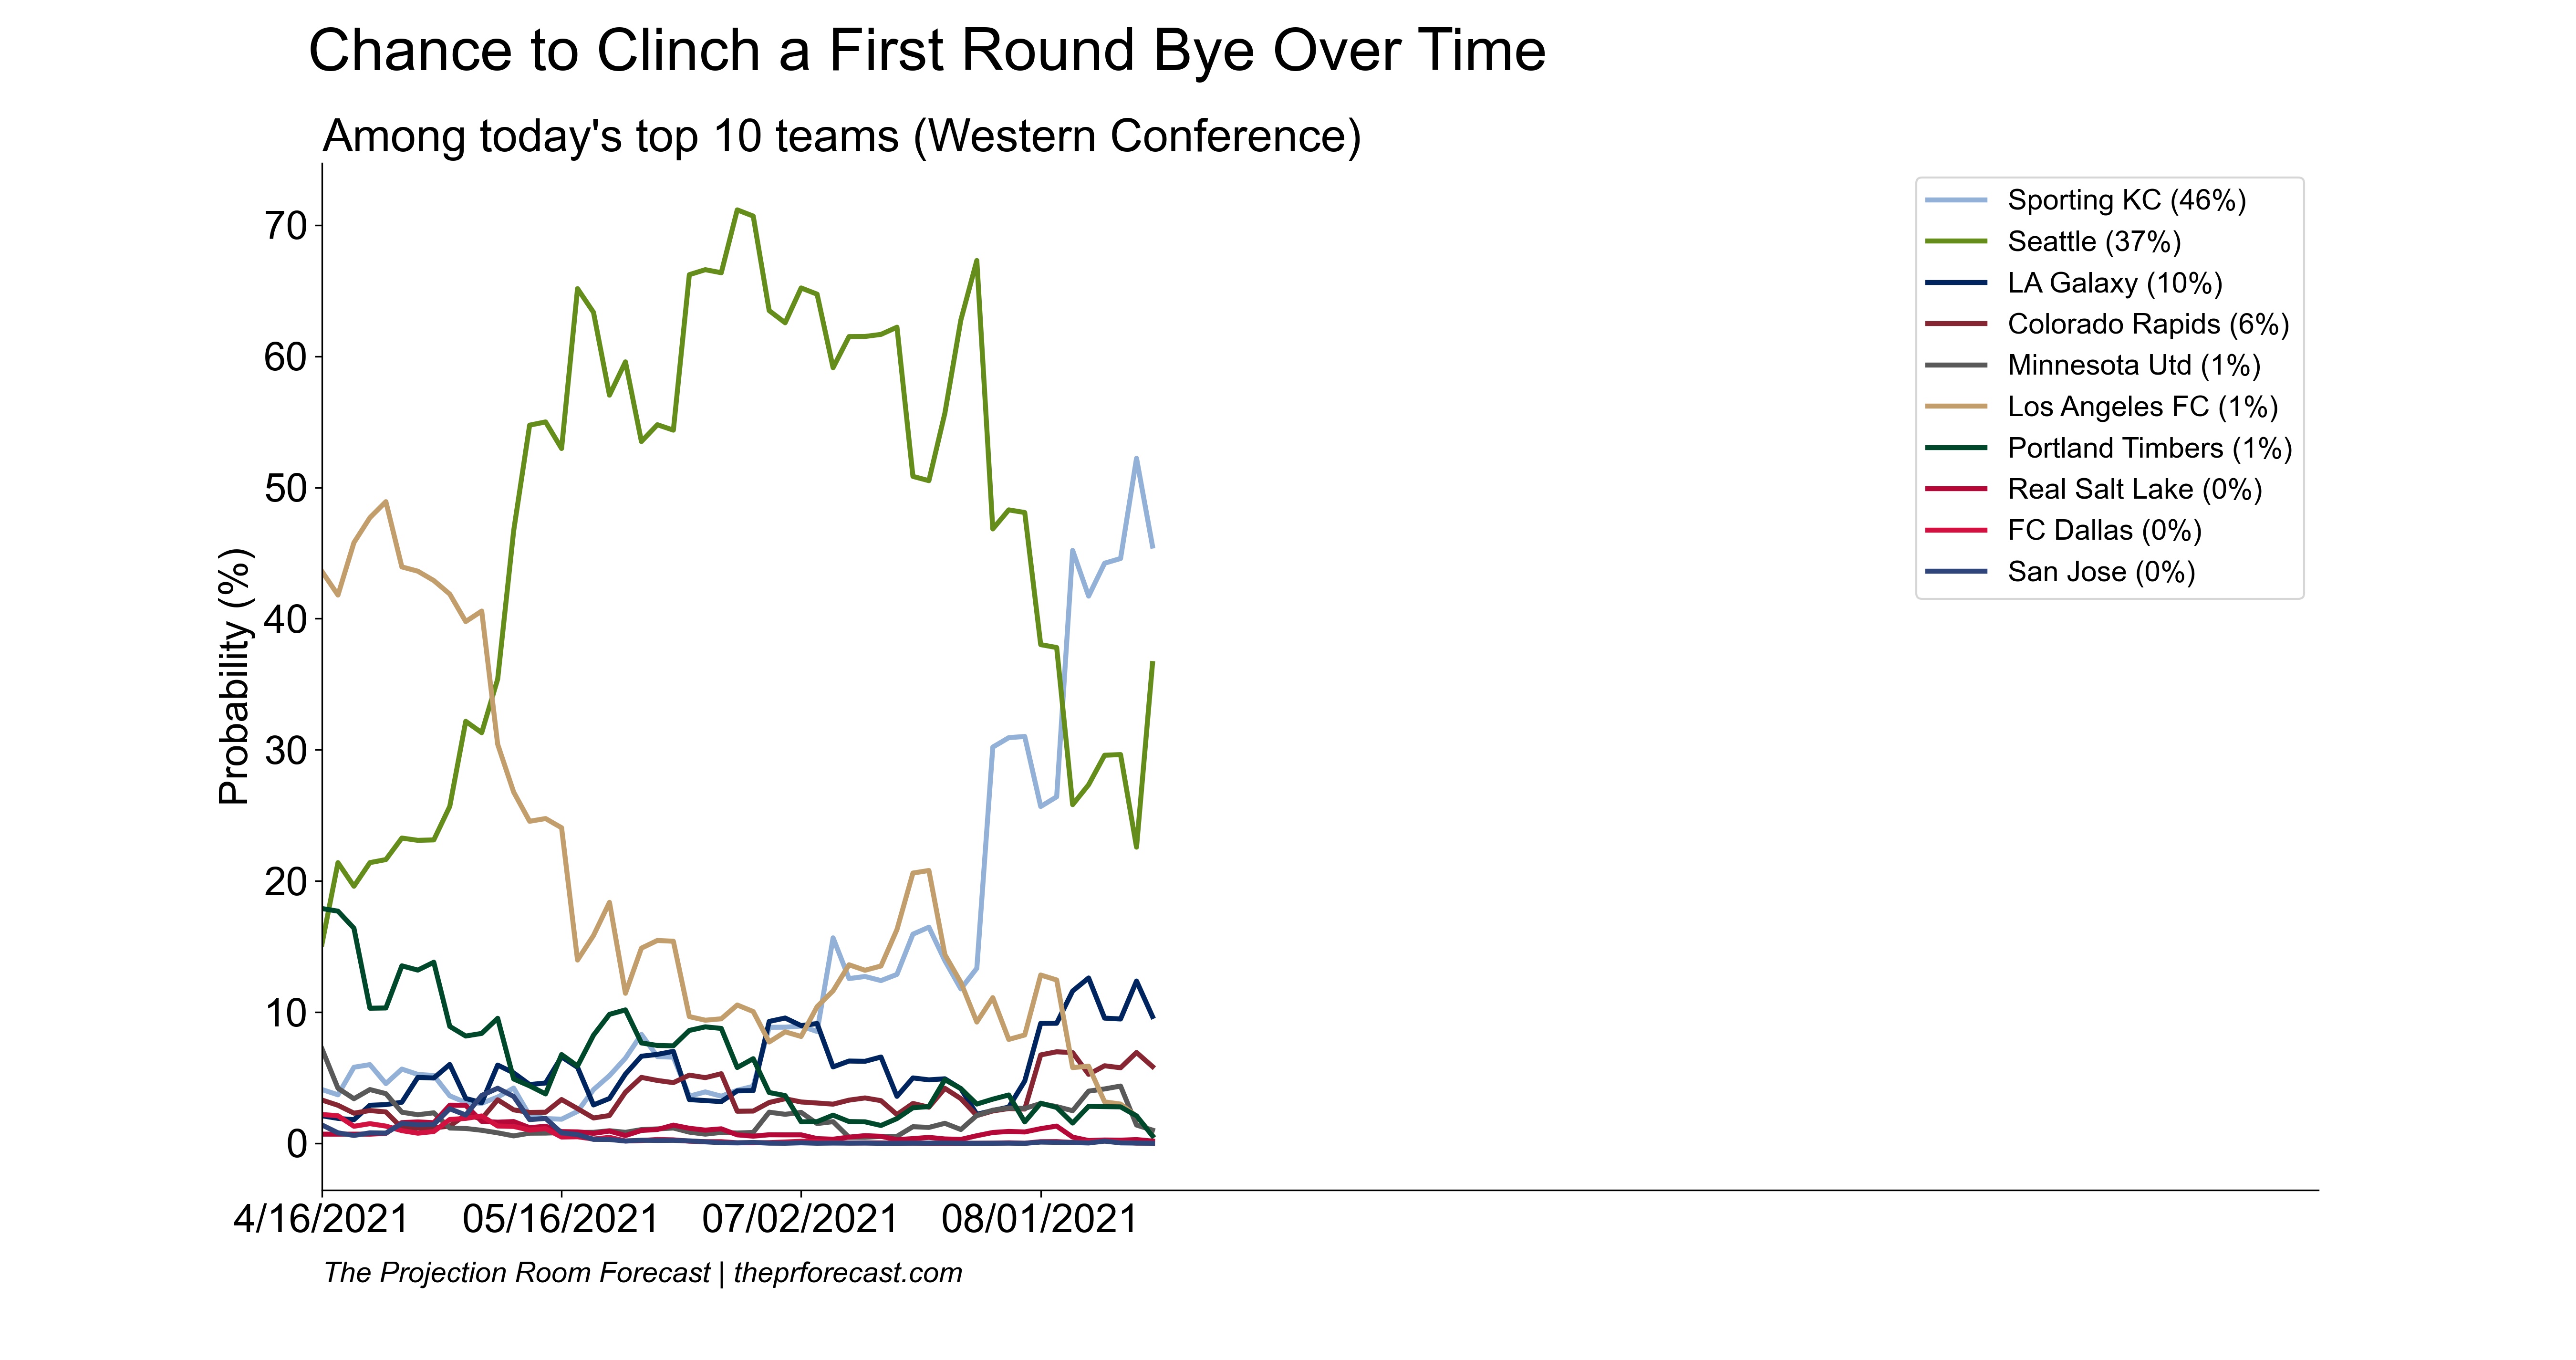 Chance to Clinch a First Round Bye Over Time
Among today's top 10 teams (Western Conference)
Probability (%)
70
60
50
40
30
20
10
0
4/16/2021
05/16/2021
07/02/2021
08/01/2021
Sporting KC (46%)
Seattle (37%)
LA Galaxy (10%)
Colorado Rapids (6%)
Minnesota Utd (1%)
Los Angeles FC (1%)
Portland Timbers (1%)
Real Salt Lake (0%)
FC Dallas (0%)
San Jose (0%)
The Projection Room Forecast | theprforecast.com